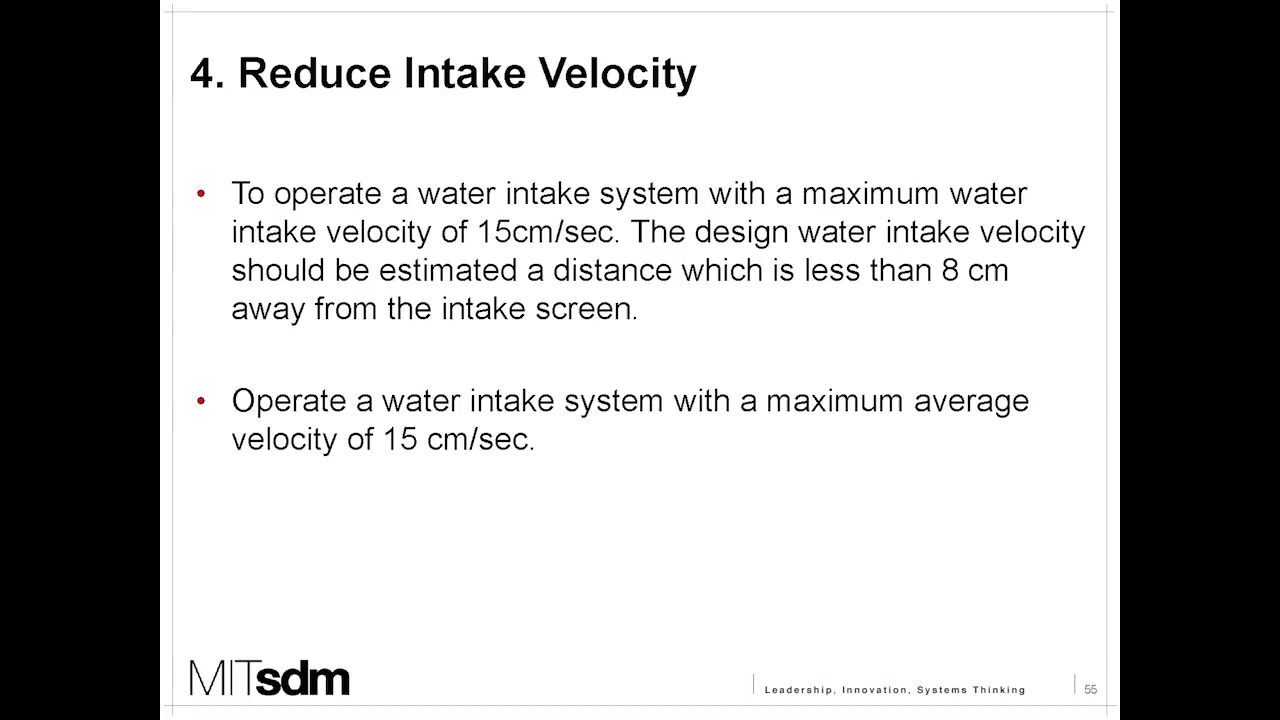 4. Reduce Intake Velocity
• To operate a water intake system with a maximum water
intake velocity of 15cm/sec. The design water intake velocity
should be estimated a distance which is less than 8 cm
away from the intake screen.
• Operate a water intake system with a maximum average
velocity of 15 cm/sec.
MITsdm
Leadership, Innovation, Systems Thinking
55